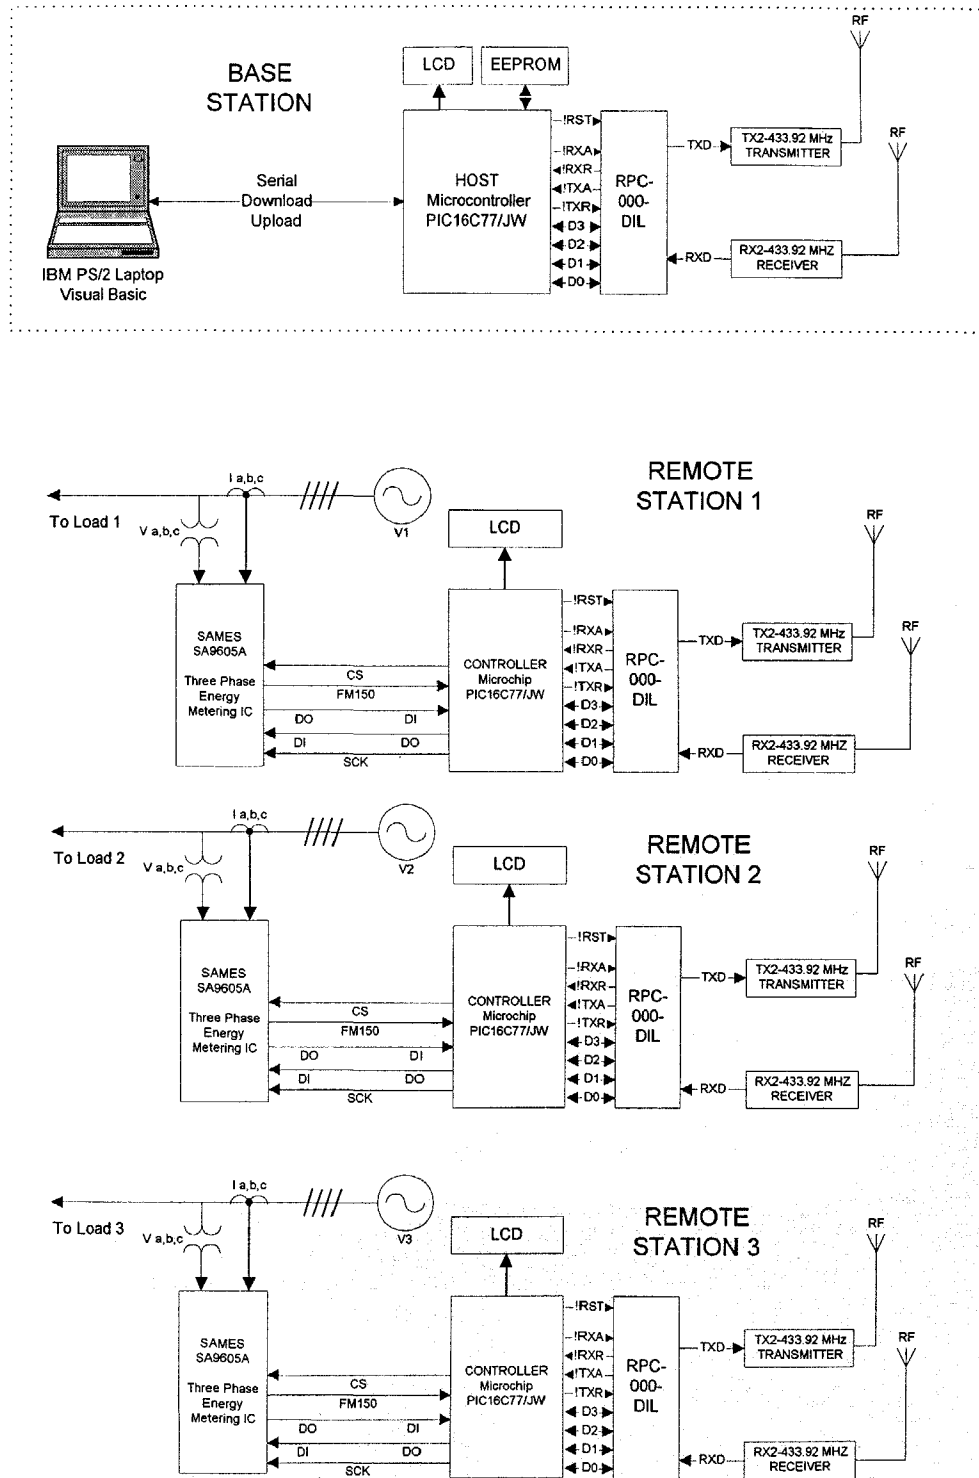 BASE
STATION
LCD
EEPROM
RF
RF
IBM PS/2 Laptop
Visual Basic
Serial
Download
Upload
HOST
Microcontroller
PIC16C77/JW
!RST
!RXA
!RXR
!TXA
!TXR
D3
D2
D1
D0
RPC-
000-
DIL
TXD
TX2-433.92 MHz
TRANSMITTER
RXD
RX2-433.92 MHZ
RECEIVER
REMOTE
STATION 1
I a,b,c
To Load 1
V a,b,c
V1
LCD
RF
RF
SAMES
SA9605A
Three Phase
Energy
Metering IC
CS
FM150
DO DI
DI DO
SCK
CONTROLLER
Microchip
PIC16C77/JW
!RST
!RXA
!RXR
!TXA
!TXR
D3
D2
D1
D0
RPC-
000-
DIL
TXD
TX2-433.92 MHz
TRANSMITTER
RXD
RX2-433.92 MHZ
RECEIVER
REMOTE
STATION 2
I a,b,c
To Load 2
V a,b,c
V2
LCD
RF
RF
SAMES
SA9605A
Three Phase
Energy
Metering IC
CS
FM150
DO DI
DI DO
SCK
CONTROLLER
Microchip
PIC16C77/JW
!RST
!RXA
!RXR
!TXA
!TXR
D3
D2
D1
D0
RPC-
000-
DIL
TXD
TX2-433.92 MHz
TRANSMITTER
RXD
RX2-433.92 MHZ
RECEIVER
REMOTE
STATION 3
I a,b,c
To Load 3
V a,b,c
V3
LCD
RF
RF
SAMES
SA9605A
Three Phase
Energy
Metering IC
CS
FM150
DO DI
DI DO
SCK
CONTROLLER
Microchip
PIC16C77/JW
!RST
!RXA
!RXR
!TXA
!TXR
D3
D2
D1
D0
RPC-
000-
DIL
TXD
TX2-433.92 MHz
TRANSMITTER
RXD
RX2-433.92 MHZ
RECEIVER